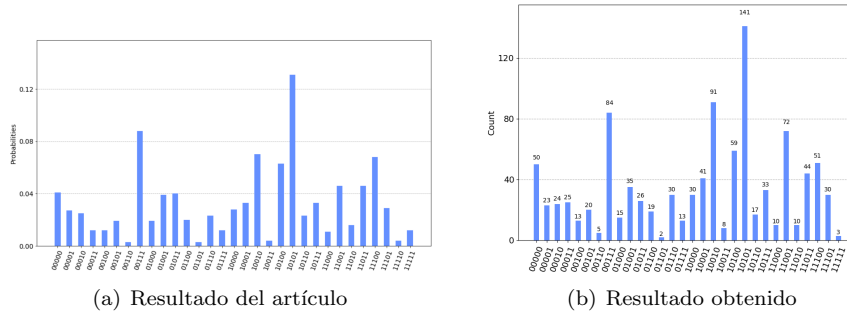 Probabilities
0.12
0.08
0.04
0.00
00000 00001 00010 00011 00100 00101 00110 00111 01000 01001 01011 01100 01101 01110 01111 10000 10001 10010 10011 10100 10101 10110 10111 11000 11001 11010 11011 11100 11101 11110 11111
(a) Resultado del artículo
Count
120
80
40
0
50 23 24 25 13 20 5 84 15 35 26 19 2 30 13 30 41 91 8 59 141 17 33 10 72 10 44 51 30 3
00000 00001 00010 00011 00100 00101 00110 00111 01000 01001 01011 01100 01101 01110 01111 10000 10001 10010 10011 10100 10101 10110 10111 11000 11001 11010 11011 11100 11101 11111
(b) Resultado obtenido